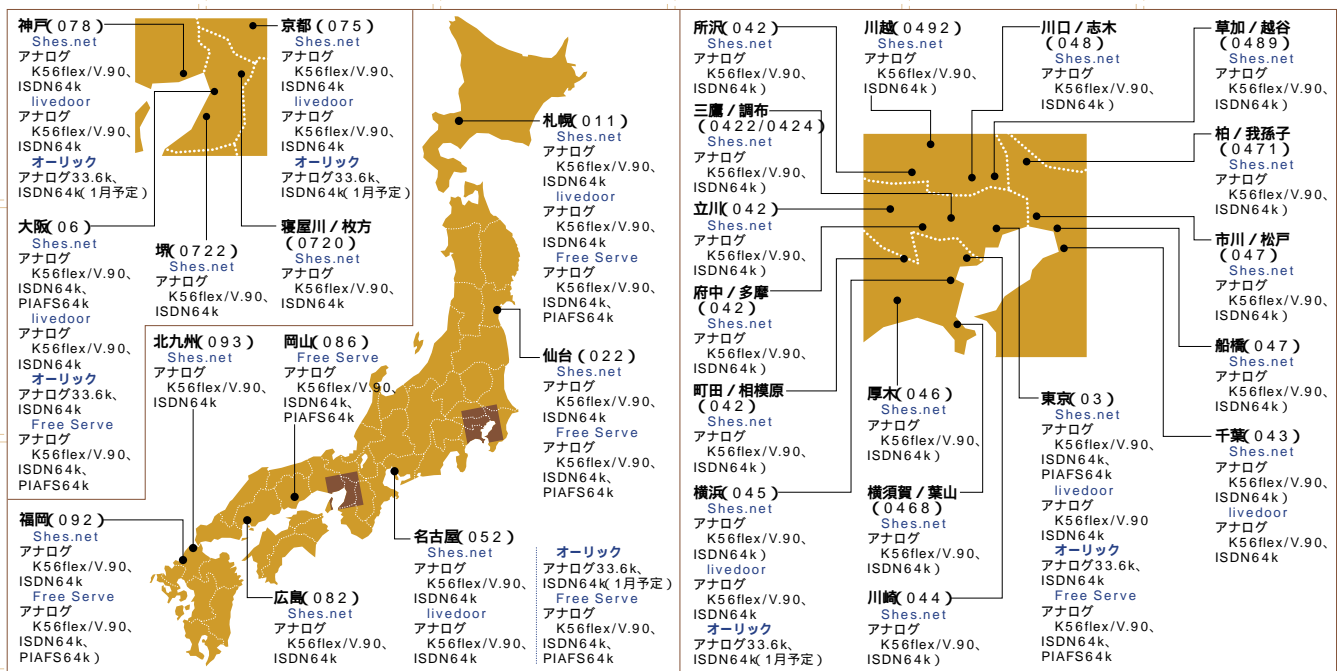 神戸(078)
Shes.net
アナログ
K56flex/V.90、
ISDN64k
livedoor
アナログ
K56flex/V.90、
ISDN64k
オーリック
アナログ33.6k、
ISDN64k(1月予定)
京都(075)
Shes.net
アナログ
K56flex/V.90、
ISDN64k
livedoor
アナログ
K56flex/V.90、
ISDN64k
オーリック
アナログ33.6k、
ISDN64k(1月予定)
大阪(06)
Shes.net
アナログ
K56flex/V.90、
ISDN64k、
PIAFS64k
livedoor
アナログ
K56flex/V.90、
ISDN64k
オーリック
アナログ33.6k、
ISDN64k
Free Serve
アナログ
K56flex/V.90、
ISDN64k、
PIAFS64k
堺(0722)
Shes.net
アナログ
K56flex/V.90、
ISDN64k
寝屋川/枚方
(0720)
Shes.net
アナログ
K56flex/V.90、
ISDN64k
札幌(011)
Shes.net
アナログ
K56flex/V.90、
ISDN64k
livedoor
アナログ
K56flex/V.90、
ISDN64k
Free Serve
アナログ
K56flex/V.90、
ISDN64k、
PIAFS64k
北九州(093)
Shes.net
アナログ
K56flex/V.90、
ISDN64k
岡山(086)
Free Serve
アナログ
K56flex/V.90、
ISDN64k、
PIAFS64k
仙台(022)
Shes.net
アナログ
K56flex/V.90、
ISDN64k
Free Serve
アナログ
K56flex/V.90、
ISDN64k、
PIAFS64k
福岡(092)
Shes.net
アナログ
K56flex/V.90、
ISDN64k
Free Serve
アナログ
K56flex/V.90、
ISDN64k、
PIAFS64k)
広島(082)
Shes.net
アナログ
K56flex/V.90、
ISDN64k
名古屋(052)
Shes.net
アナログ
K56flex/V.90、
ISDN64k
livedoor
アナログ
K56flex/V.90、
ISDN64k
オーリック
アナログ33.6k、
ISDN64k(1月予定)
Free Serve
アナログ
K56flex/V.90、
ISDN64k、
PIAFS64k
所沢(042)
Shes.net
アナログ
K56flex/V.90、
ISDN64k)
川越(0492)
Shes.net
アナログ
K56flex/V.90、
ISDN64k)
川口/志木
(048)
Shes.net
アナログ
K56flex/V.90、
ISDN64k)
草加/越谷
(0489)
Shes.net
アナログ
K56flex/V.90、
ISDN64k)
三鷹/調布
(0422/0424)
Shes.net
アナログ
K56flex/V.90、
ISDN64k)
柏/我孫子
(0471)
Shes.net
アナログ
K56flex/V.90、
ISDN64k)
立川(042)
Shes.net
アナログ
K56flex/V.90、
ISDN64k)
市川/松戸
(047)
Shes.net
アナログ
K56flex/V.90、
ISDN64k)
府中/多摩
(042)
Shes.net
アナログ
K56flex/V.90、
ISDN64k)
船橋(047)
Shes.net
アナログ
K56flex/V.90、
ISDN64k)
町田/相模原
(042)
Shes.net
アナログ
K56flex/V.90、
ISDN64k)
厚木(046)
Shes.net
アナログ
K56flex/V.90、
ISDN64k)
東京(03)
Shes.net
アナログ
K56flex/V.90、
ISDN64k、
PIAFS64k
livedoor
アナログ
K56flex/V.90
ISDN64k
オーリック
アナログ33.6k、
ISDN64k
Free Serve
アナログ
K56flex/V.90、
ISDN64k、
PIAFS64k
千葉(043)
Shes.net
アナログ
K56flex/V.90、
ISDN64k)
livedoor
アナログ
K56flex/V.90、
ISDN64k
横浜(045)
Shes.net
アナログ
K56flex/V.90、
ISDN64k)
livedoor
アナログ
K56flex/V.90、
ISDN64k
オーリック
アナログ33.6k、
ISDN64k(1月予定)
横須賀/葉山
(0468)
Shes.net
アナログ
K56flex/V.90、
ISDN64k)
川崎(044)
Shes.net
アナログ
K56flex/V.90、
ISDN64k)